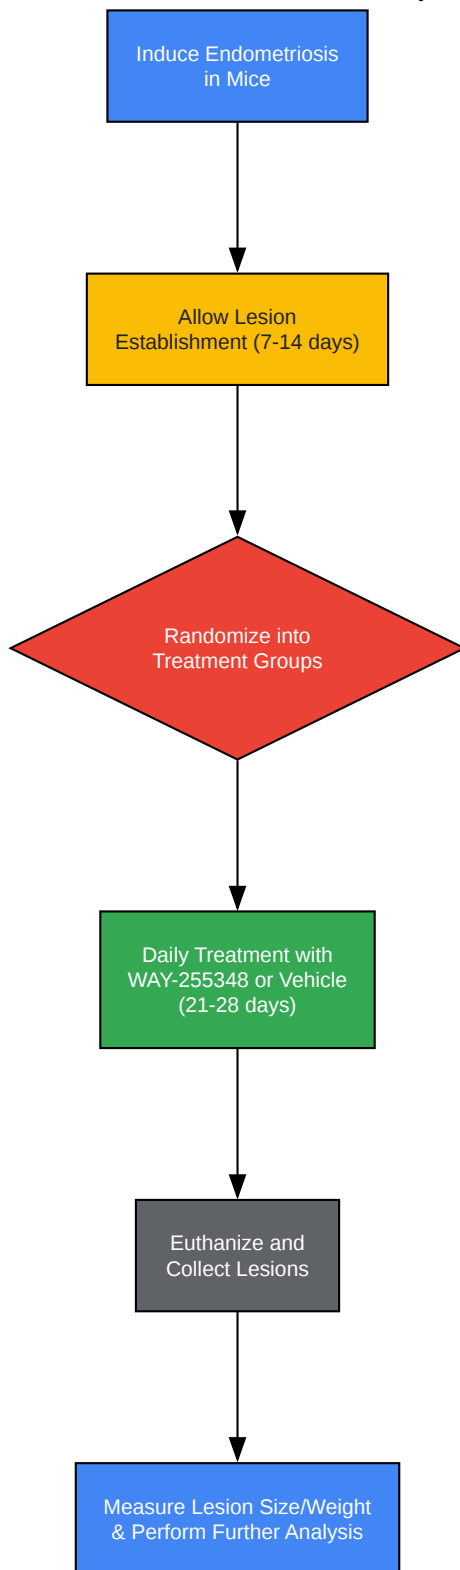 Induce Endometriosis
in Mice
Allow Lesion
Establishment (7-14 days)
Randomize into
Treatment Groups
Daily Treatment with
WAY-255348 or Vehicle
(21-28 days)
Euthanize and
Collect Lesions
Measure Lesion Size/Weight
& Perform Further Analysis